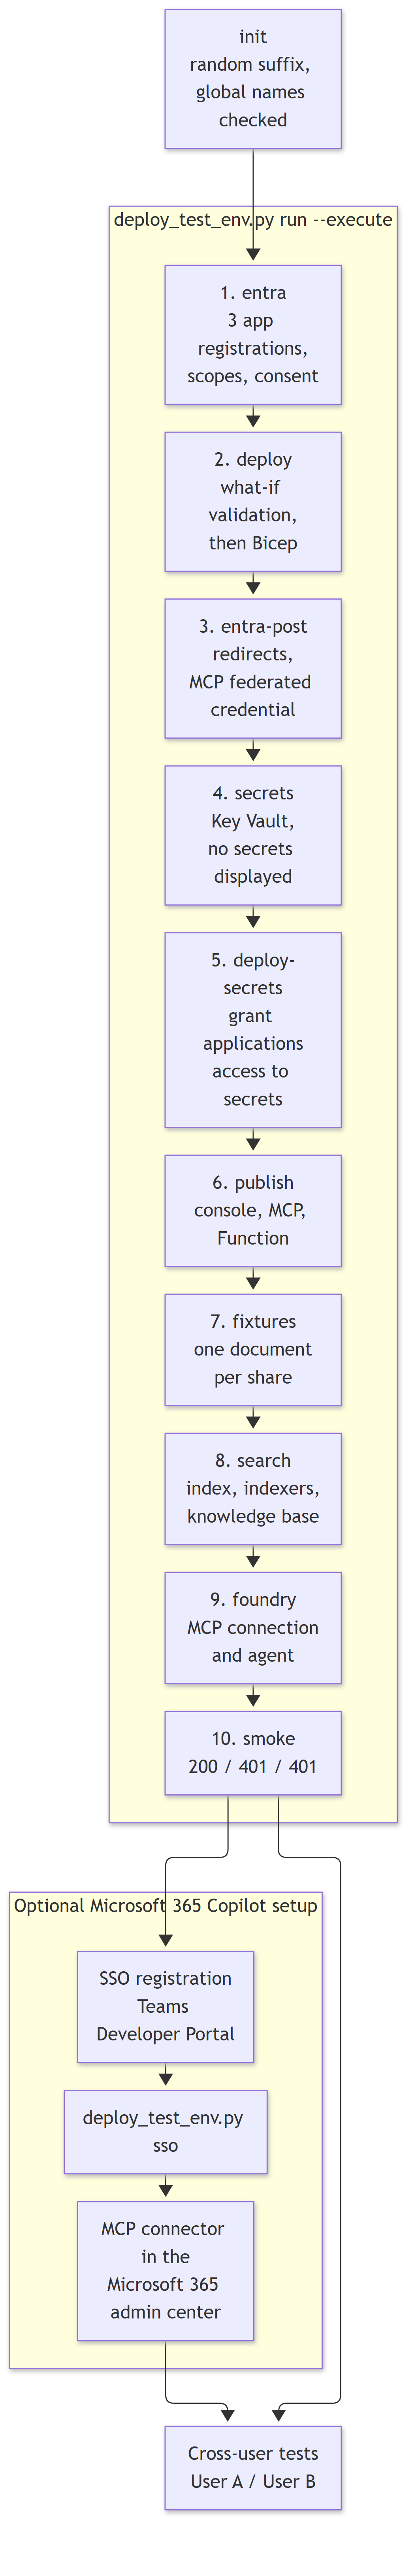 init
random suffix,
global names
checked
deploy_test_env.py run --execute
1. entra
3 app
registrations,
scopes, consent
2. deploy
what-if
validation,
then Bicep
3. entra-post
redirects,
MCP federated
credential
4. secrets
Key Vault,
no secrets
displayed
5. deploy-
secrets
grant
applications
access to
secrets
6. publish
console, MCP,
Function
7. fixtures
one document
per share
8. search
index, indexers,
knowledge base
9. foundry
MCP connection
and agent
10. smoke
200 / 401 / 401
Optional Microsoft 365 Copilot setup
SSO registration
Teams
Developer Portal
deploy_test_env.py
sso
MCP connector
in the
Microsoft 365
admin center
Cross-user tests
User A / User B